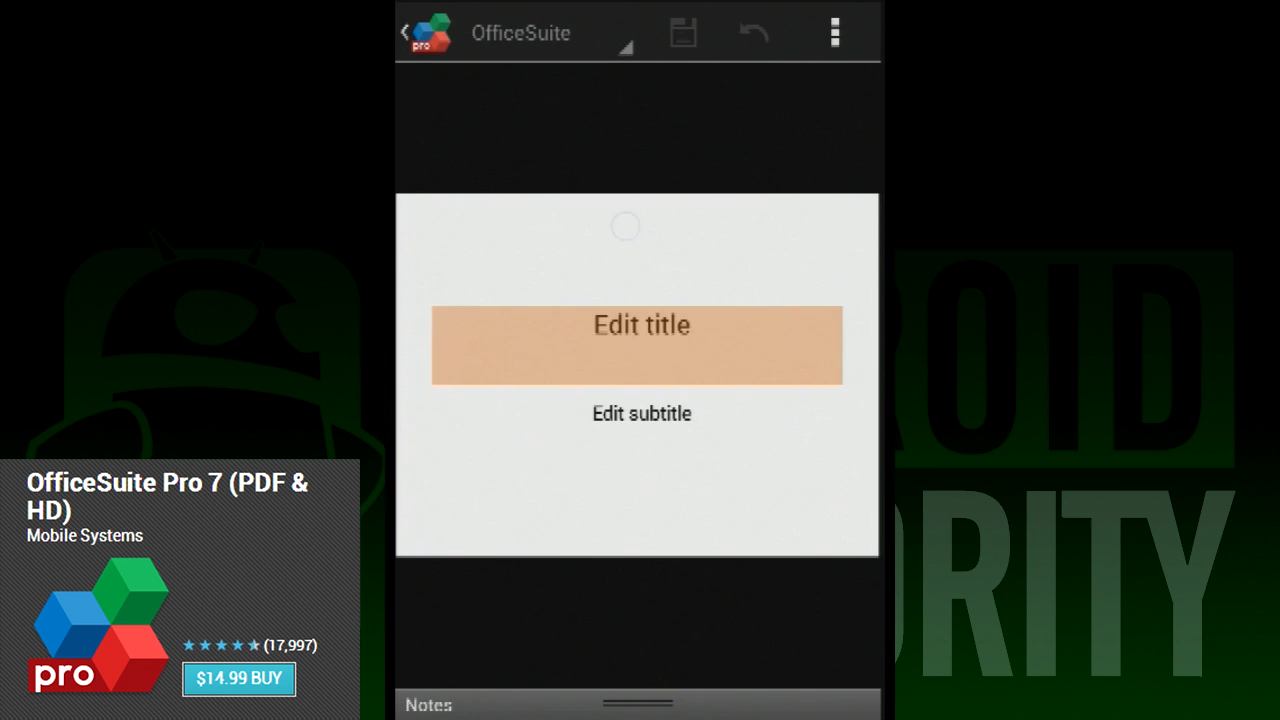 OfficeSuite
Edit title
Edit subtitle
Notes
OfficeSuite Pro 7 (PDF &
HD)
Mobile Systems
pro
(17,997)
$14.99 BUY
pro
ROID
ORITY